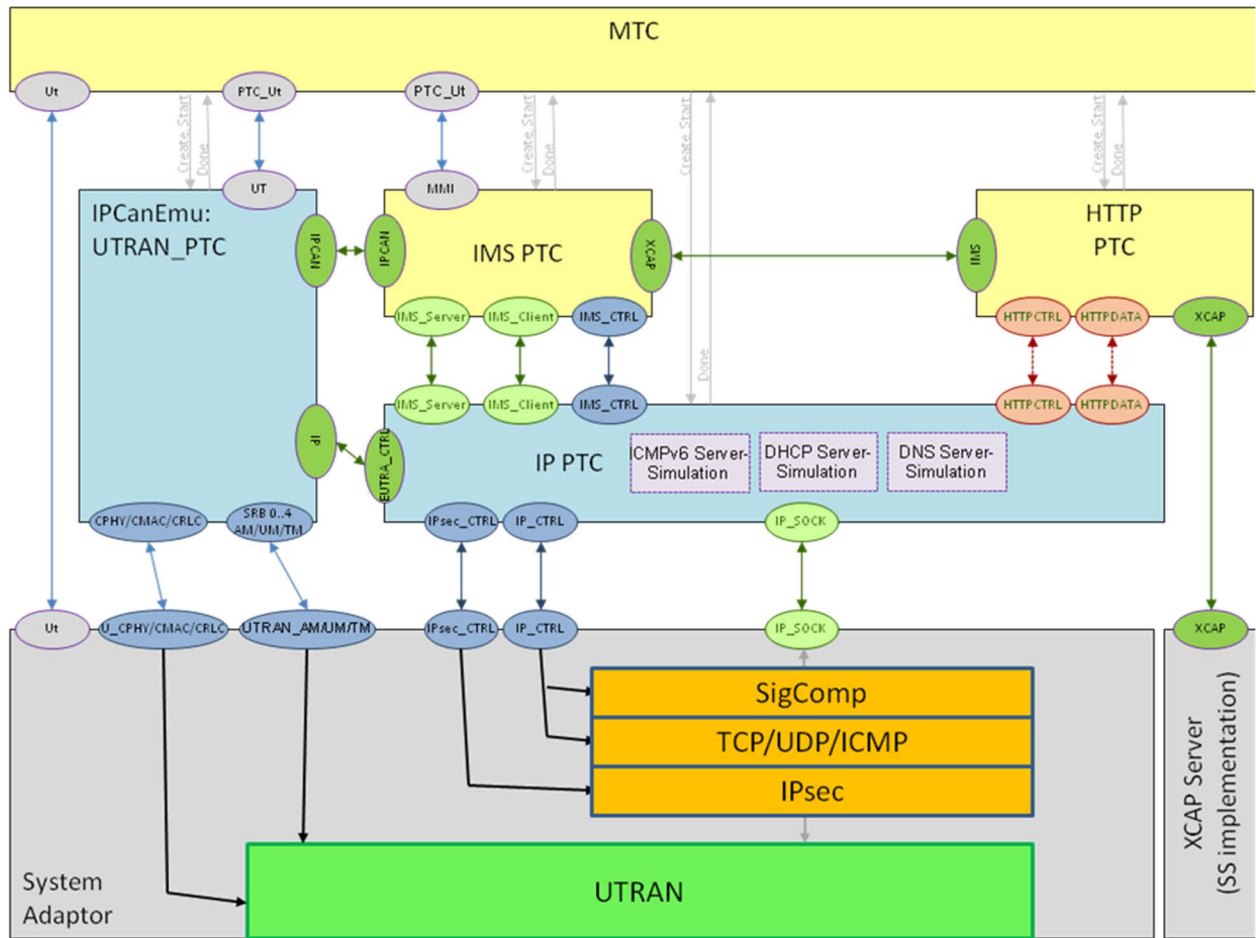 MTC
Ut
PTC_Ut
PTC_Ut
Create_Start
Done
Create_Start
Done
Create_Start
Done
Create_Start
Done
UT
MMI
IPCanEmu:
UTRAN_PTC
IPCAN
IPCAN
IMS PTC
XCAP
SMI
HTTP
PTC
IMS_Server
IMS_Client
IMS_CTRL
HTTPCTRL
HTTPDATA
XCAP
IMS_Server
IMS_Client
IMS_CTRL
HTTPCTRL
HTTPDATA
IP
EUTRA_CTRL
IP PTC
ICMPv6 Server-
Simulation
DHCP Server-
Simulation
DNS Server-
Simulation
CPHY/CMAC/CRLC
SRB 0..4
AM/UM/TM
IPsec_CTRL
IP_CTRL
IP_SOCK
Ut
U_CPHY/CMAC/CRLC
UTRAN_AM/UM/TM
IPsec_CTRL
IP_CTRL
IP_SOCK
XCAP
SigComp
TCP/UDP/ICMP
IPsec
UTRAN
System
Adaptor
XCAP Server
(SS implementation)